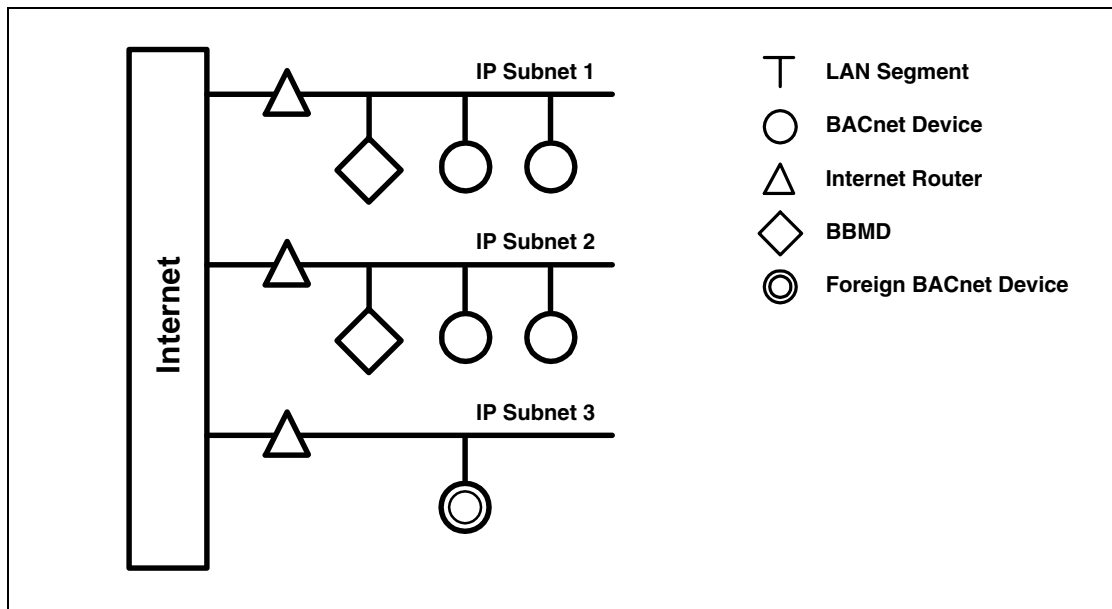 Internet
IP Subnet 1
IP Subnet 2
IP Subnet 3
LAN Segment
BACnet Device
Internet Router
BBMD
Foreign BACnet Device